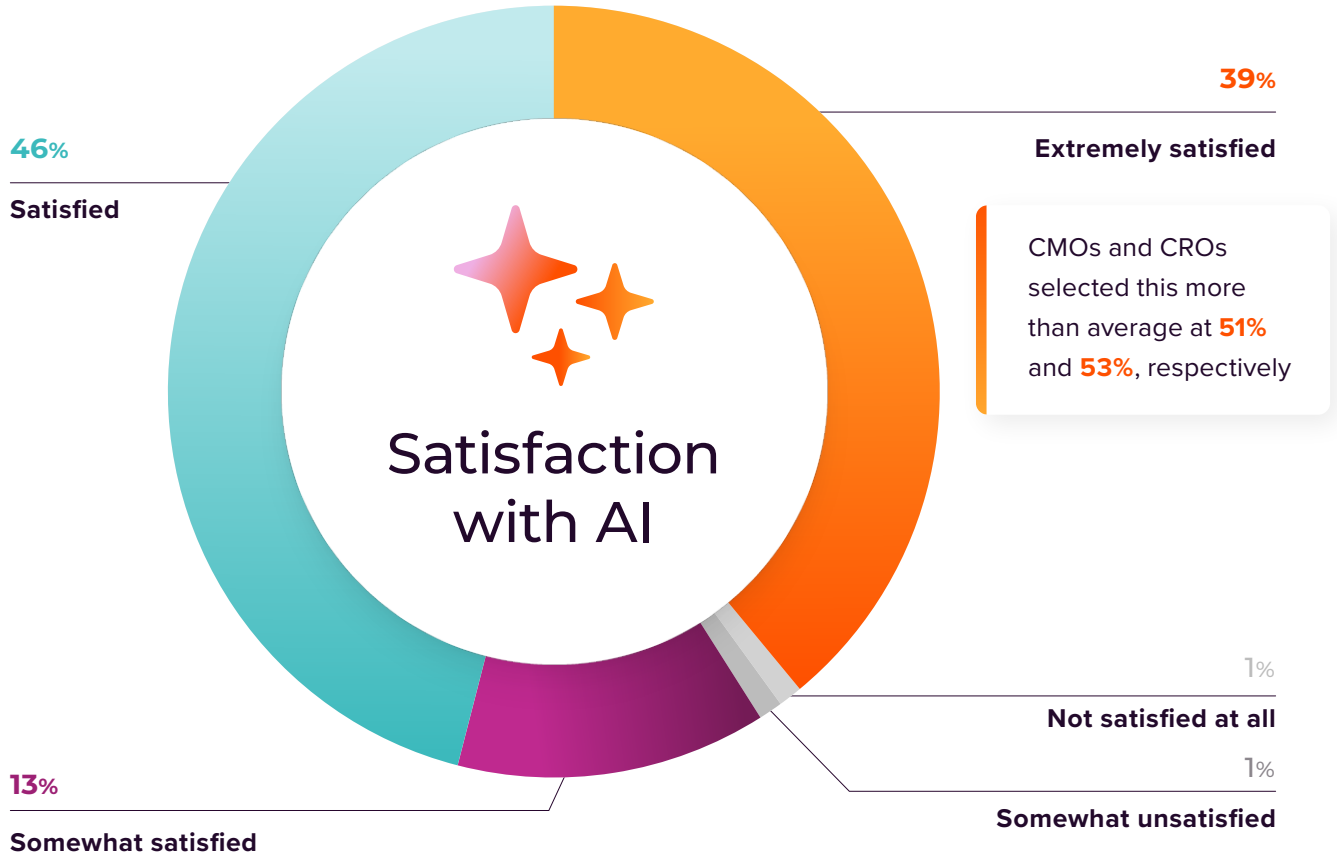 39%
Extremely satisfied
46%
Satisfied
CMOs and CROs
selected this more
than average at 51%
and 53%, respectively
Satisfaction
with AI
1%
Not satisfied at all
1%
Somewhat unsatisfied
13%
Somewhat satisfied